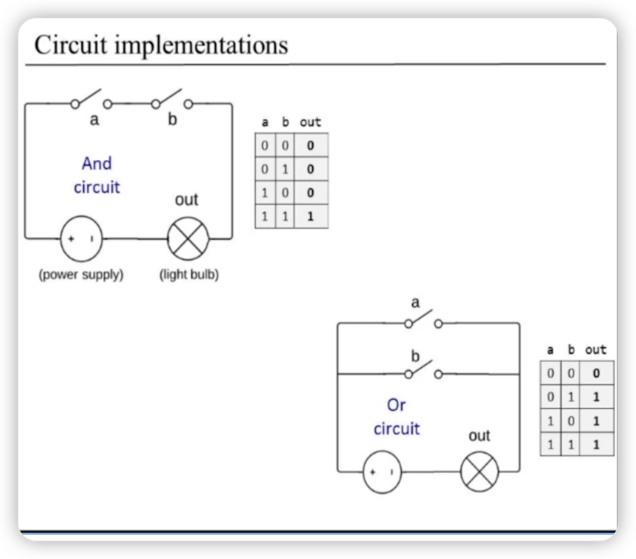 Circuit implementations
a b
And
circuit
out
+ ı
(power supply) (light bulb)
a b out
0 0 0
0 1 0
1 0 0
1 1 1
a
b
Or
circuit
out
+ ı
a b out
0 0 0
0 1 1
1 0 1
1 1 1